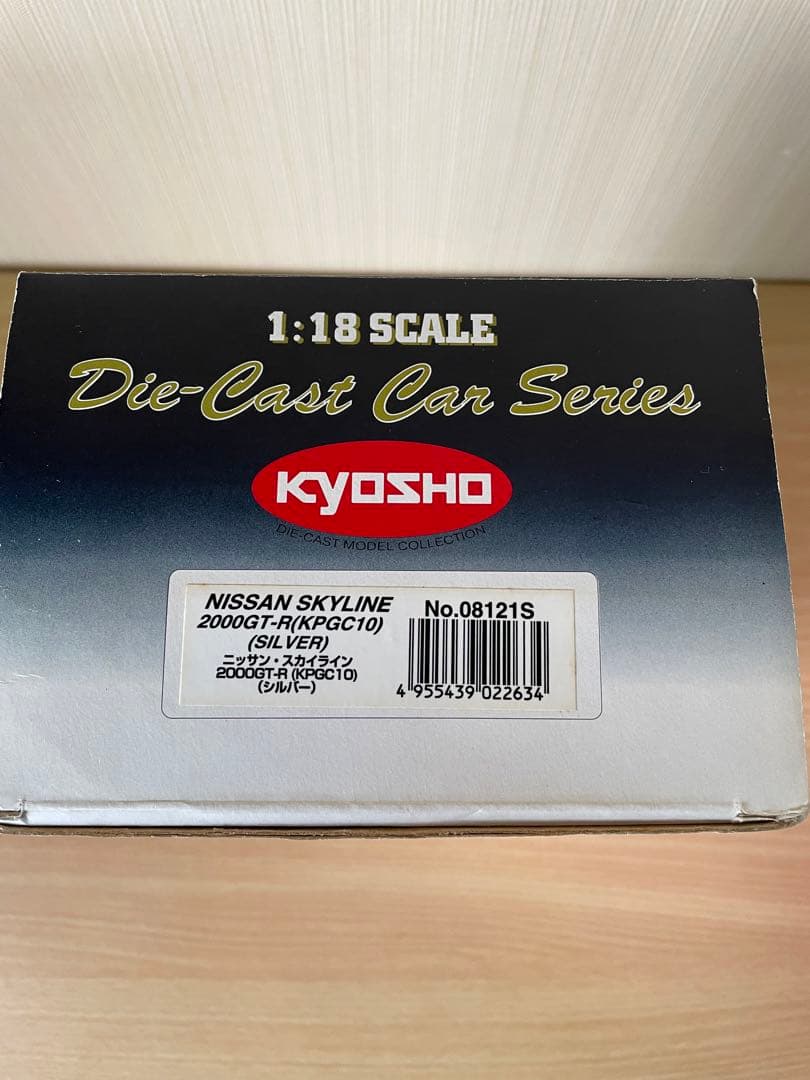 1:18 SCALE
Die-Cast Car Series
KYOSHO
DIE-CAST MODEL COLLECTION
NISSAN SKYLINE
2000GT-R(KPGC10)
(SILVER)
ニッサン・スカイライン
2000GT-R (KPGC10)
(シルバー)
No.08121S
4 955439 022634